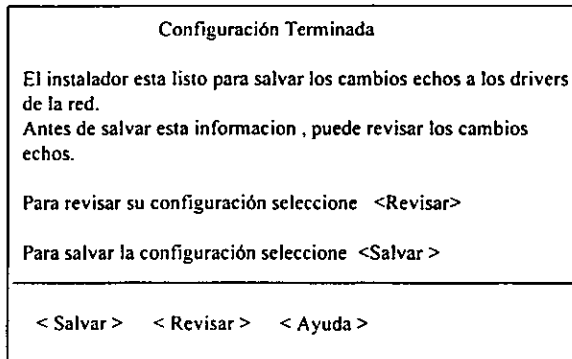 Configuración Terminada
El instalador esta listo para salvar los cambios echos a los drivers
de la red.
Antes de salvar esta informacion , puede revisar los cambios
echos.
Para revisar su configuración seleccione <Revisar>
Para salvar la configuración seleccione <Salvar >
< Salvar > < Revisar > < Ayuda >